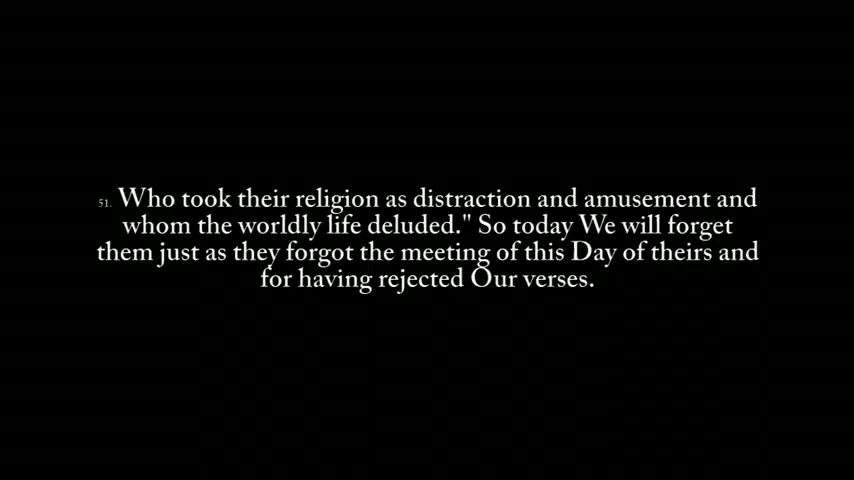 51. Who took their religion as distraction and amusement and
whom the worldly life deluded." So today We will forget
them just as they forgot the meeting of this Day of theirs and
for having rejected Our verses.